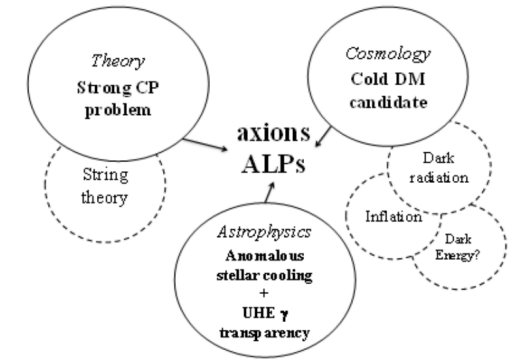 Theory
Strong CP
problem
Cosmology
Cold DM
candidate
axions
ALPs
String
theory
Dark
radiation
Inflation
Dark
Energy?
Astrophysics
Anomalous
stellar cooling
+
UHE γ
transparency